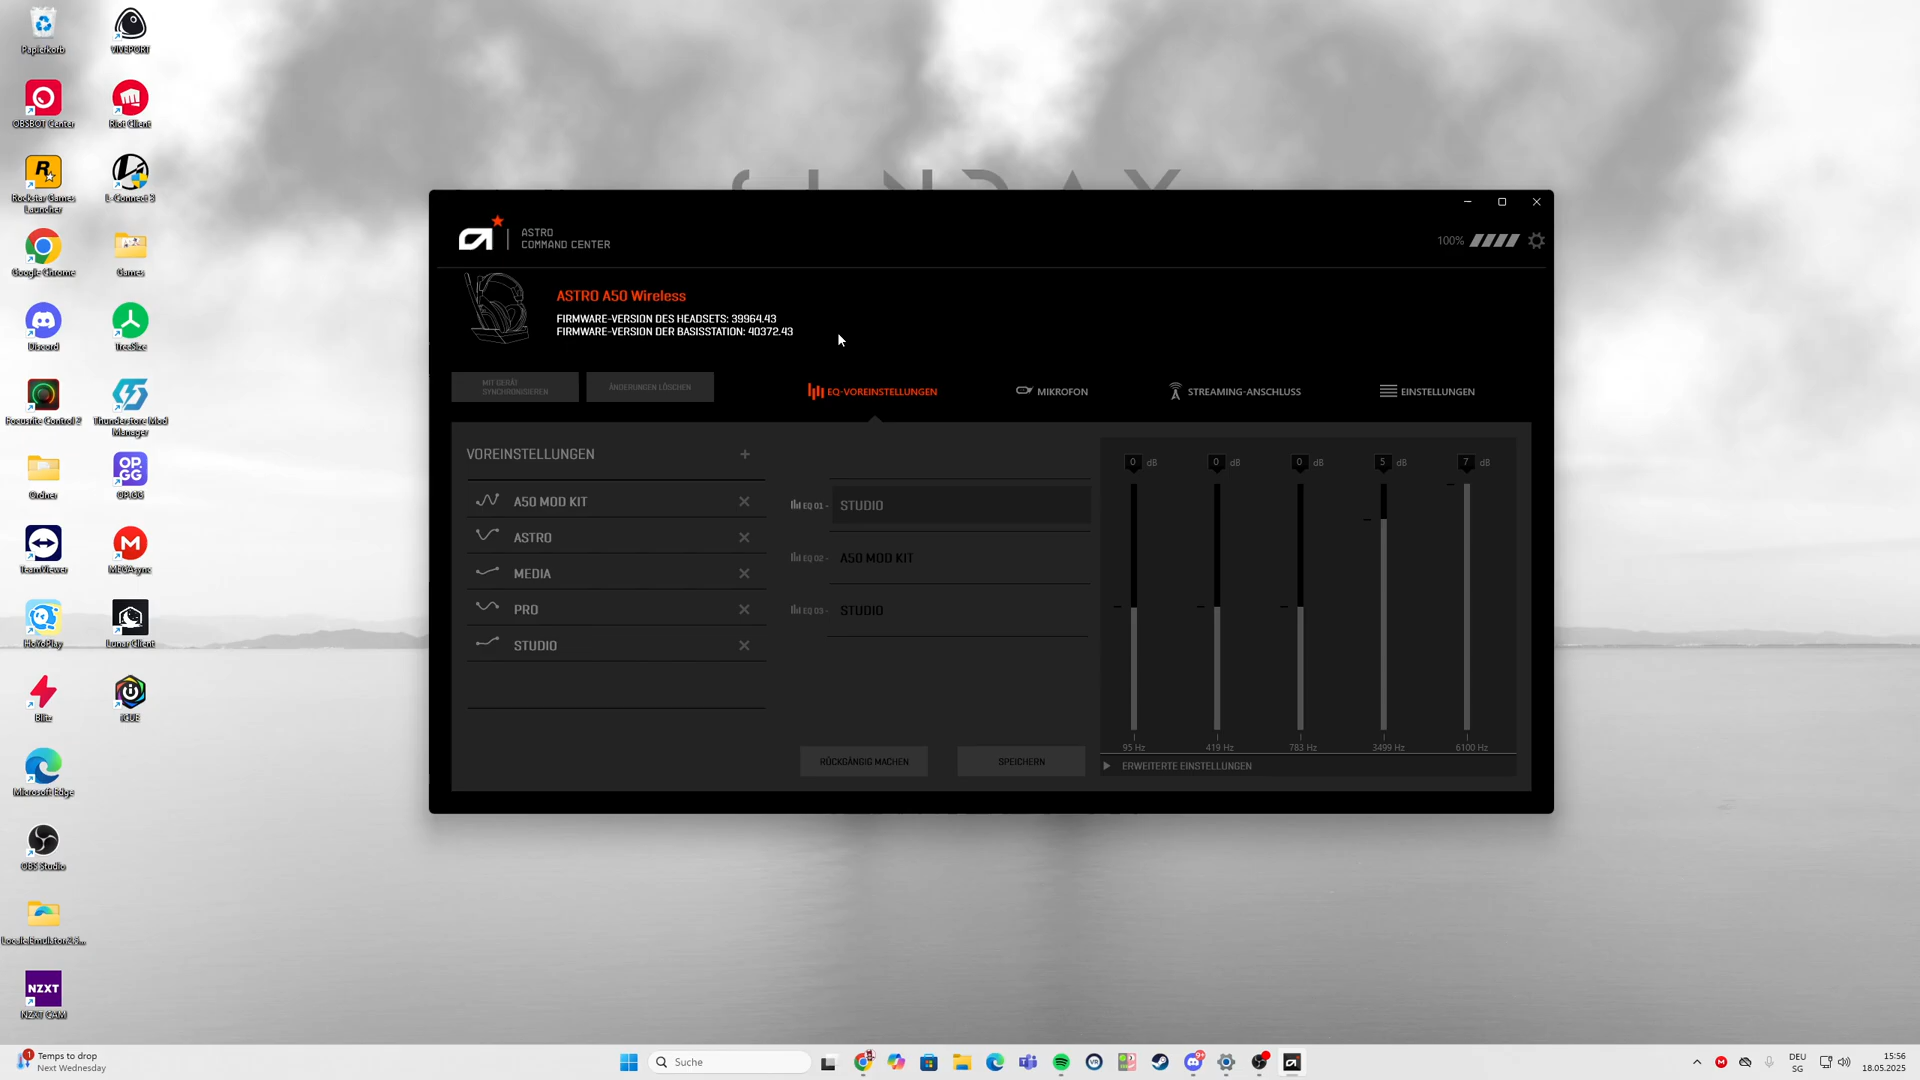 Papierkorb
VIVEPORT
OBSBOT Center
Riot Client
Rockstar Games
Launcher
L-Connect 3
Google Chrome
Games
Discord
TreeSize
Focusrite Control 2
Thunderstore Mod
Manager
Ordner
OP.GG
TeamViewer
MEGAsync
HoYoPlay
Lunar Client
Blitz
iCUE
Microsoft Edge
OBS Studio
LocaleEmulator2.5...
NZXT
NZXT CAM
ASTRO
COMMAND CENTER
100%
ASTRO A50 Wireless
FIRMWARE-VERSION DES HEADSETS: 39964.43
FIRMWARE-VERSION DER BASISSTATION: 40372.43
MIT GERÄT
SYNCHRONISIEREN
ÄNDERUNGEN LÖSCHEN
EQ-VOREINSTELLUNGEN
MIKROFON
STREAMING-ANSCHLUSS
EINSTELLUNGEN
VOREINSTELLUNGEN +
A50 MOD KIT
ASTRO
MEDIA
PRO
STUDIO
EQ 01 - STUDIO
EQ 02 - A50 MOD KIT
EQ 03 - STUDIO
RÜCKGÄNGIG MACHEN
SPEICHERN
0 dB 0 dB 0 dB 5 dB 7 dB
95 Hz 419 Hz 783 Hz 3499 Hz 6100 Hz
ERWEITERTE EINSTELLUNGEN
1
Temps to drop
Next Wednesday
Suche
9+
DEU
SG
15:56
18.05.2025